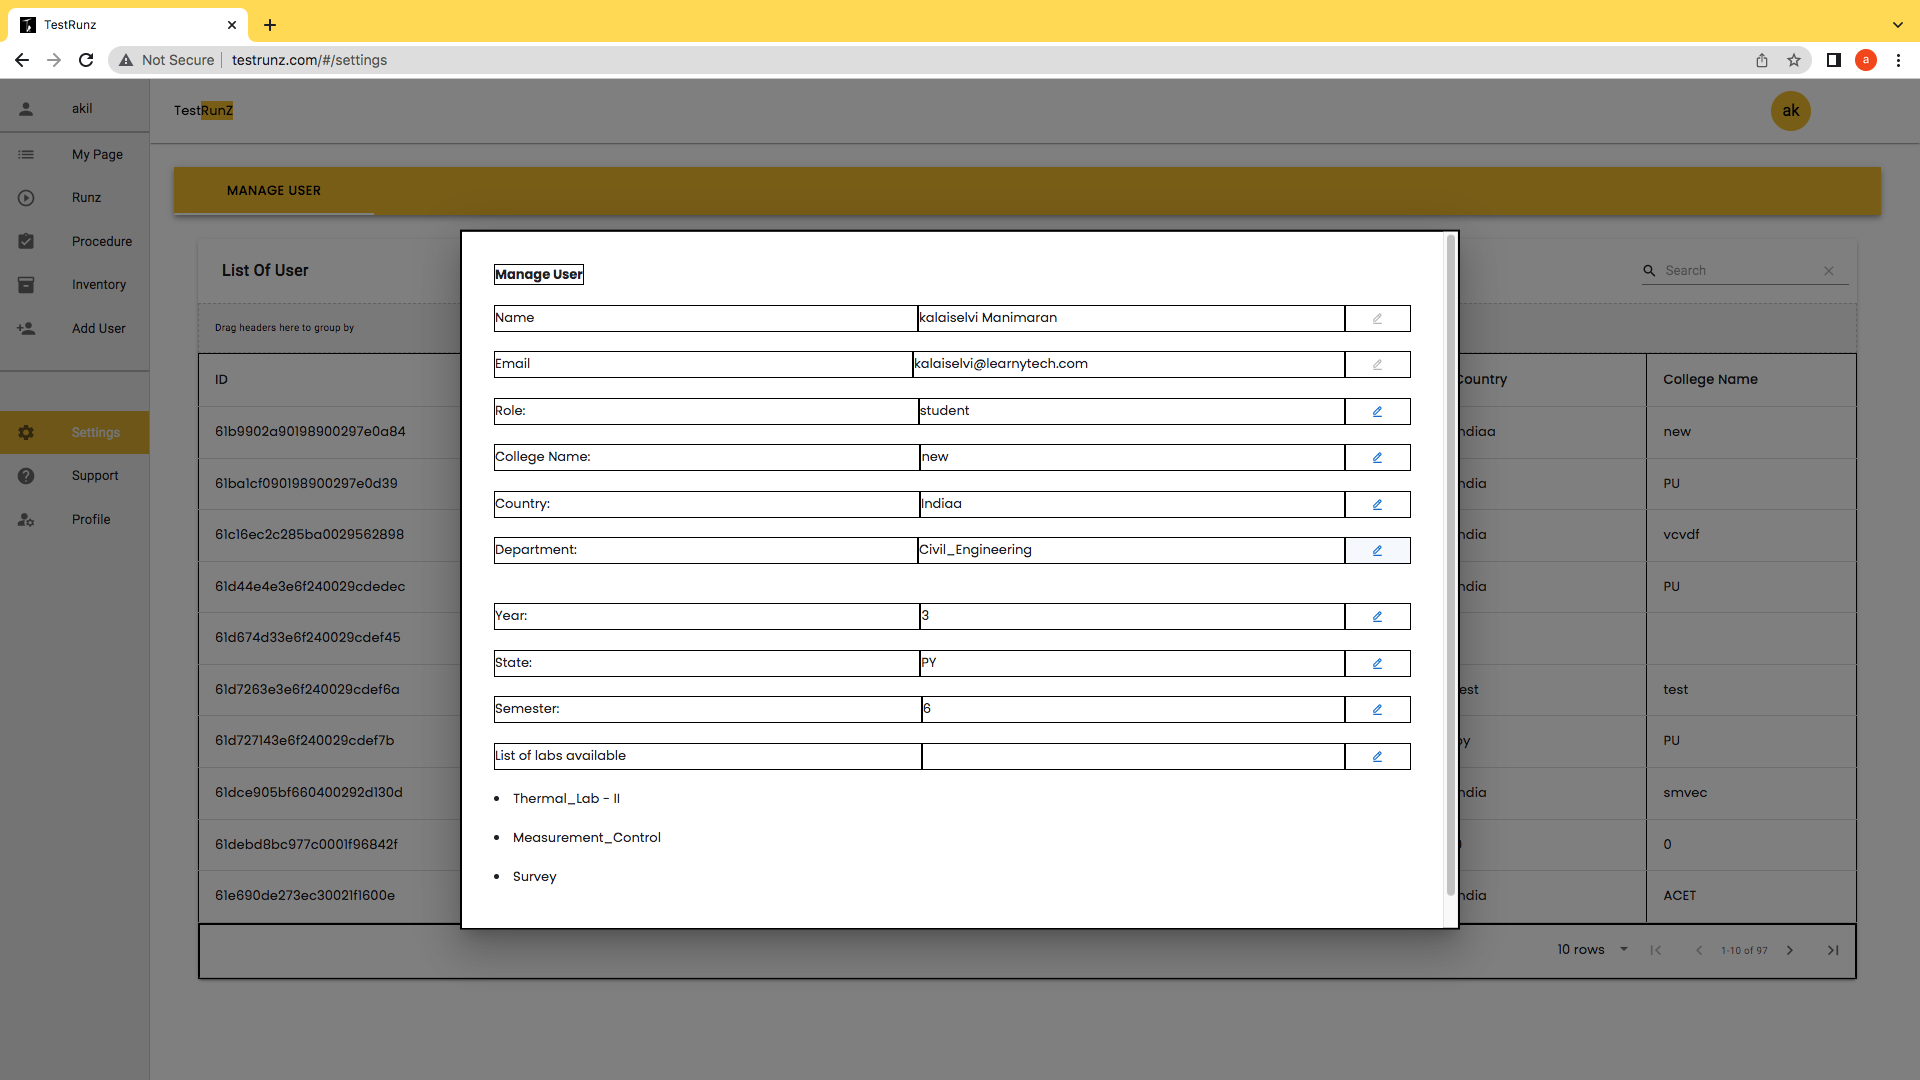 TestRunz
Not Secure
testrunz.com/#/settings
a
akil
TestRunZ
ak
My Page
Runz
Procedure
Inventory
Add User
Settings
Support
Profile
MANAGE USER
List Of User
Search
Drag headers here to group by
ID
Country
College Name
61b9902a90198900297e0a84
ndiaa
new
61ba1cf090198900297e0d39
ndia
PU
61c16ec2c285ba0029562898
ndia
vcvdf
61d44e4e3e6f240029cdedec
ndia
PU
61d674d33e6f240029cdef45
61d7263e3e6f240029cdef6a
est
test
61d727143e6f240029cdef7b
py
PU
61dce905bf660400292d130d
ndia
smvec
61debd8bc977c0001f96842f
0
61e690de273ec30021f1600e
ndia
ACET
10 rows
1-10 of 97
Manage User
Name
kalaiselvi Manimaran
Email
kalaiselvi@learnytech.com
Role:
student
College Name:
new
Country:
Indiaa
Department:
Civil_Engineering
Year:
3
State:
PY
Semester:
6
List of labs available
Thermal_Lab - II
Measurement_Control
Survey